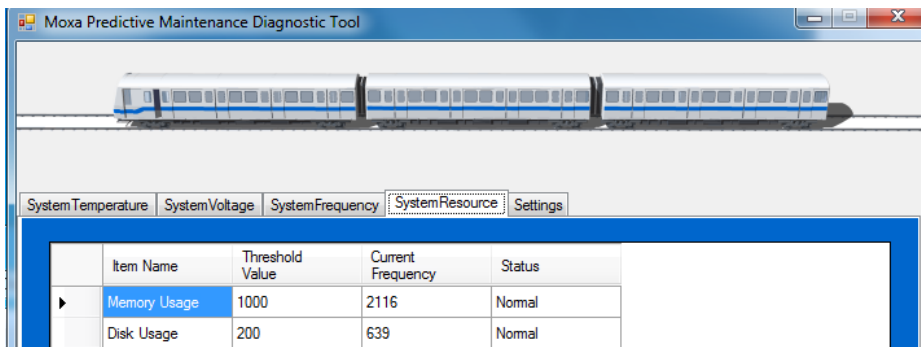 Moxa Predictive Maintenance Diagnostic Tool
SystemTemperature SystemVoltage SystemFrequency SystemResource Settings
Item Name Threshold Value Current Frequency Status
Memory Usage 1000 2116 Normal
Disk Usage 200 639 Normal